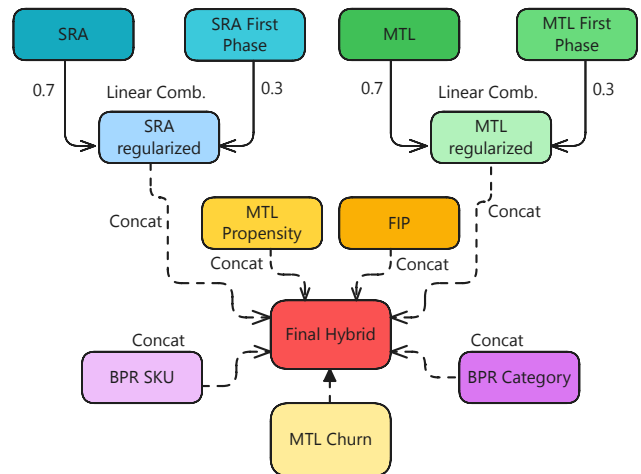 SRA
SRA First
Phase
MTL
MTL First
Phase
0.7
Linear Comb.
0.3
0.7
Linear Comb.
0.3
SRA
regularized
MTL
regularized
Concat
MTL
Propensity
FIP
Concat
Concat
Concat
Final Hybrid
Concat
BPR SKU
Concat
BPR Category
MTL Churn